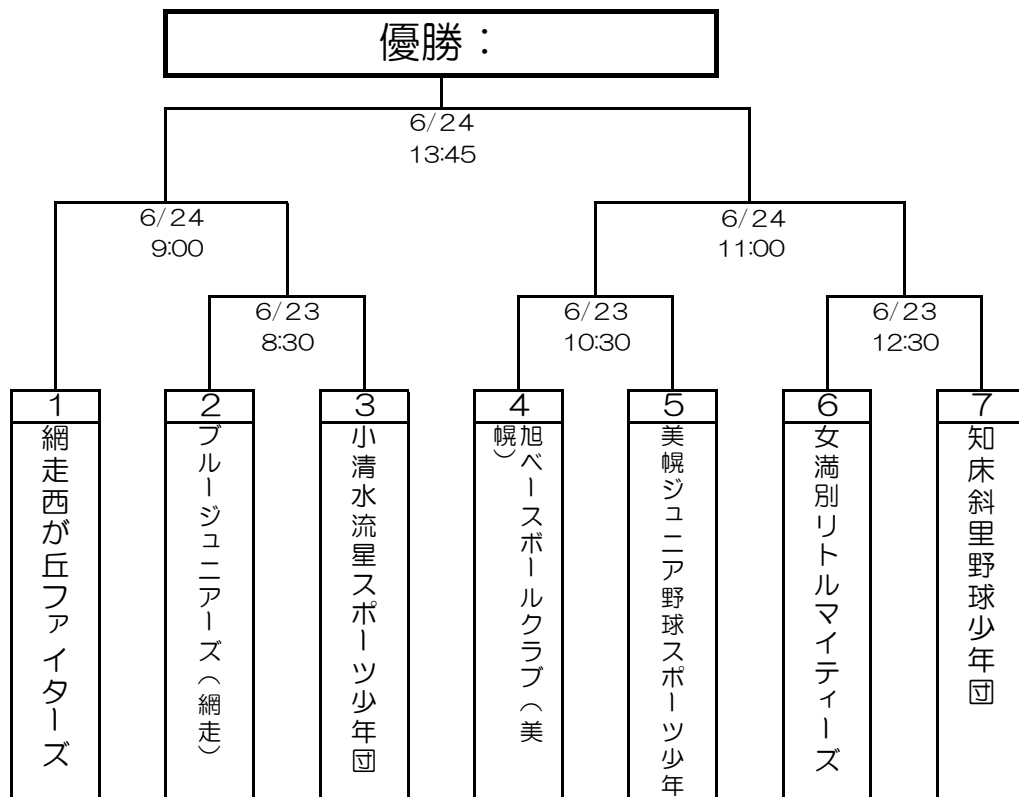 優勝：
6/24
13:45
6/24
9:00
6/24
11:00
6/23
8:30
6/23
10:30
6/23
12:30
1
2
3
4
5
6
7
網走西が丘ファイターズ
ブルージュニアーズ（網走）
小清水流星スポーツ少年団
旭ベースボールクラブ（美
幌）
美幌ジュニア野球スポーツ少年
女満別リトルマイティーズ
知床斜里野球少年団